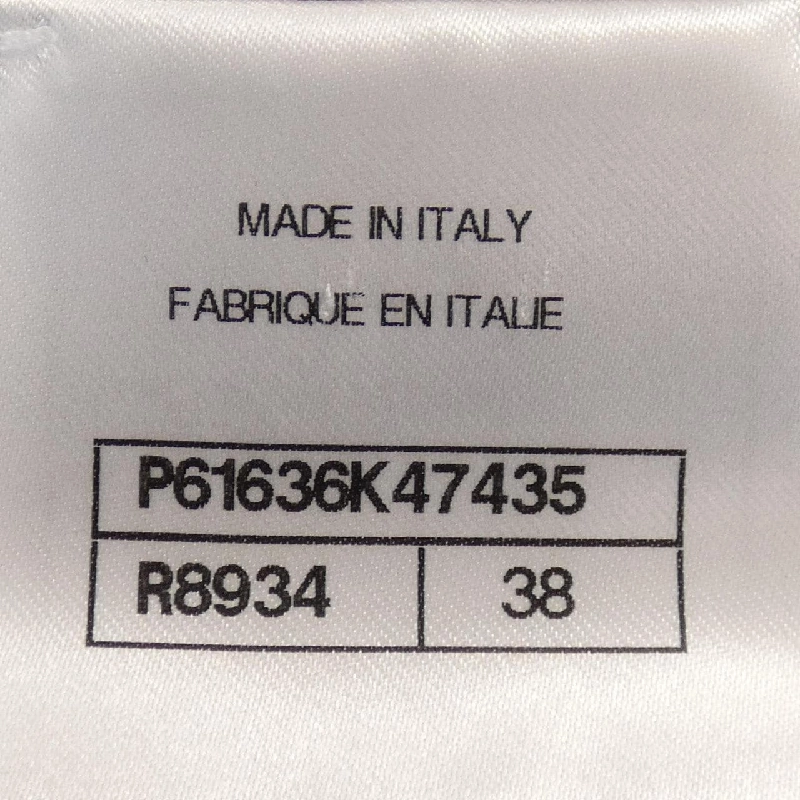 MADE IN ITALY
FABRIQUE EN ITALIE
P61636K47435
R8934 38